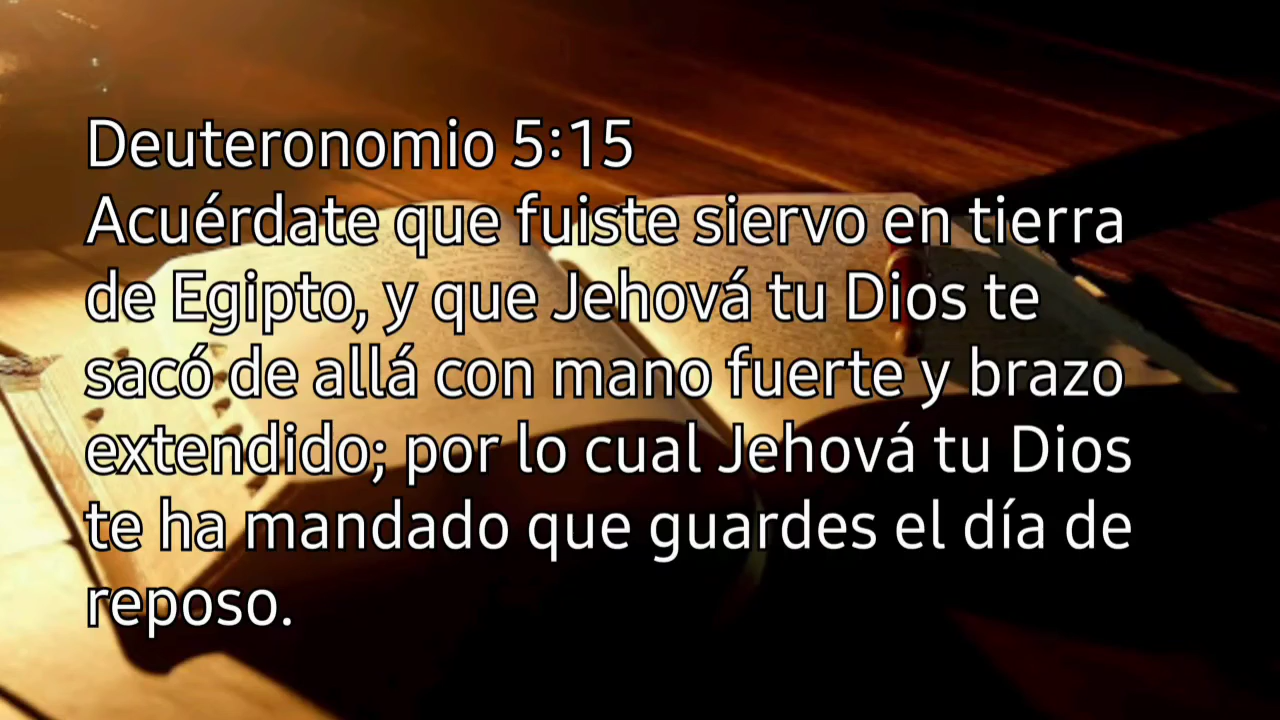 Deuteronomio 5:15
Acuérdate que fuiste siervo en tierra
de Egipto, y que Jehová tu Dios te
sacó de allá con mano fuerte y brazo
extendido; por lo cual Jehová tu Dios
te ha mandado que guardes el día de
reposo.